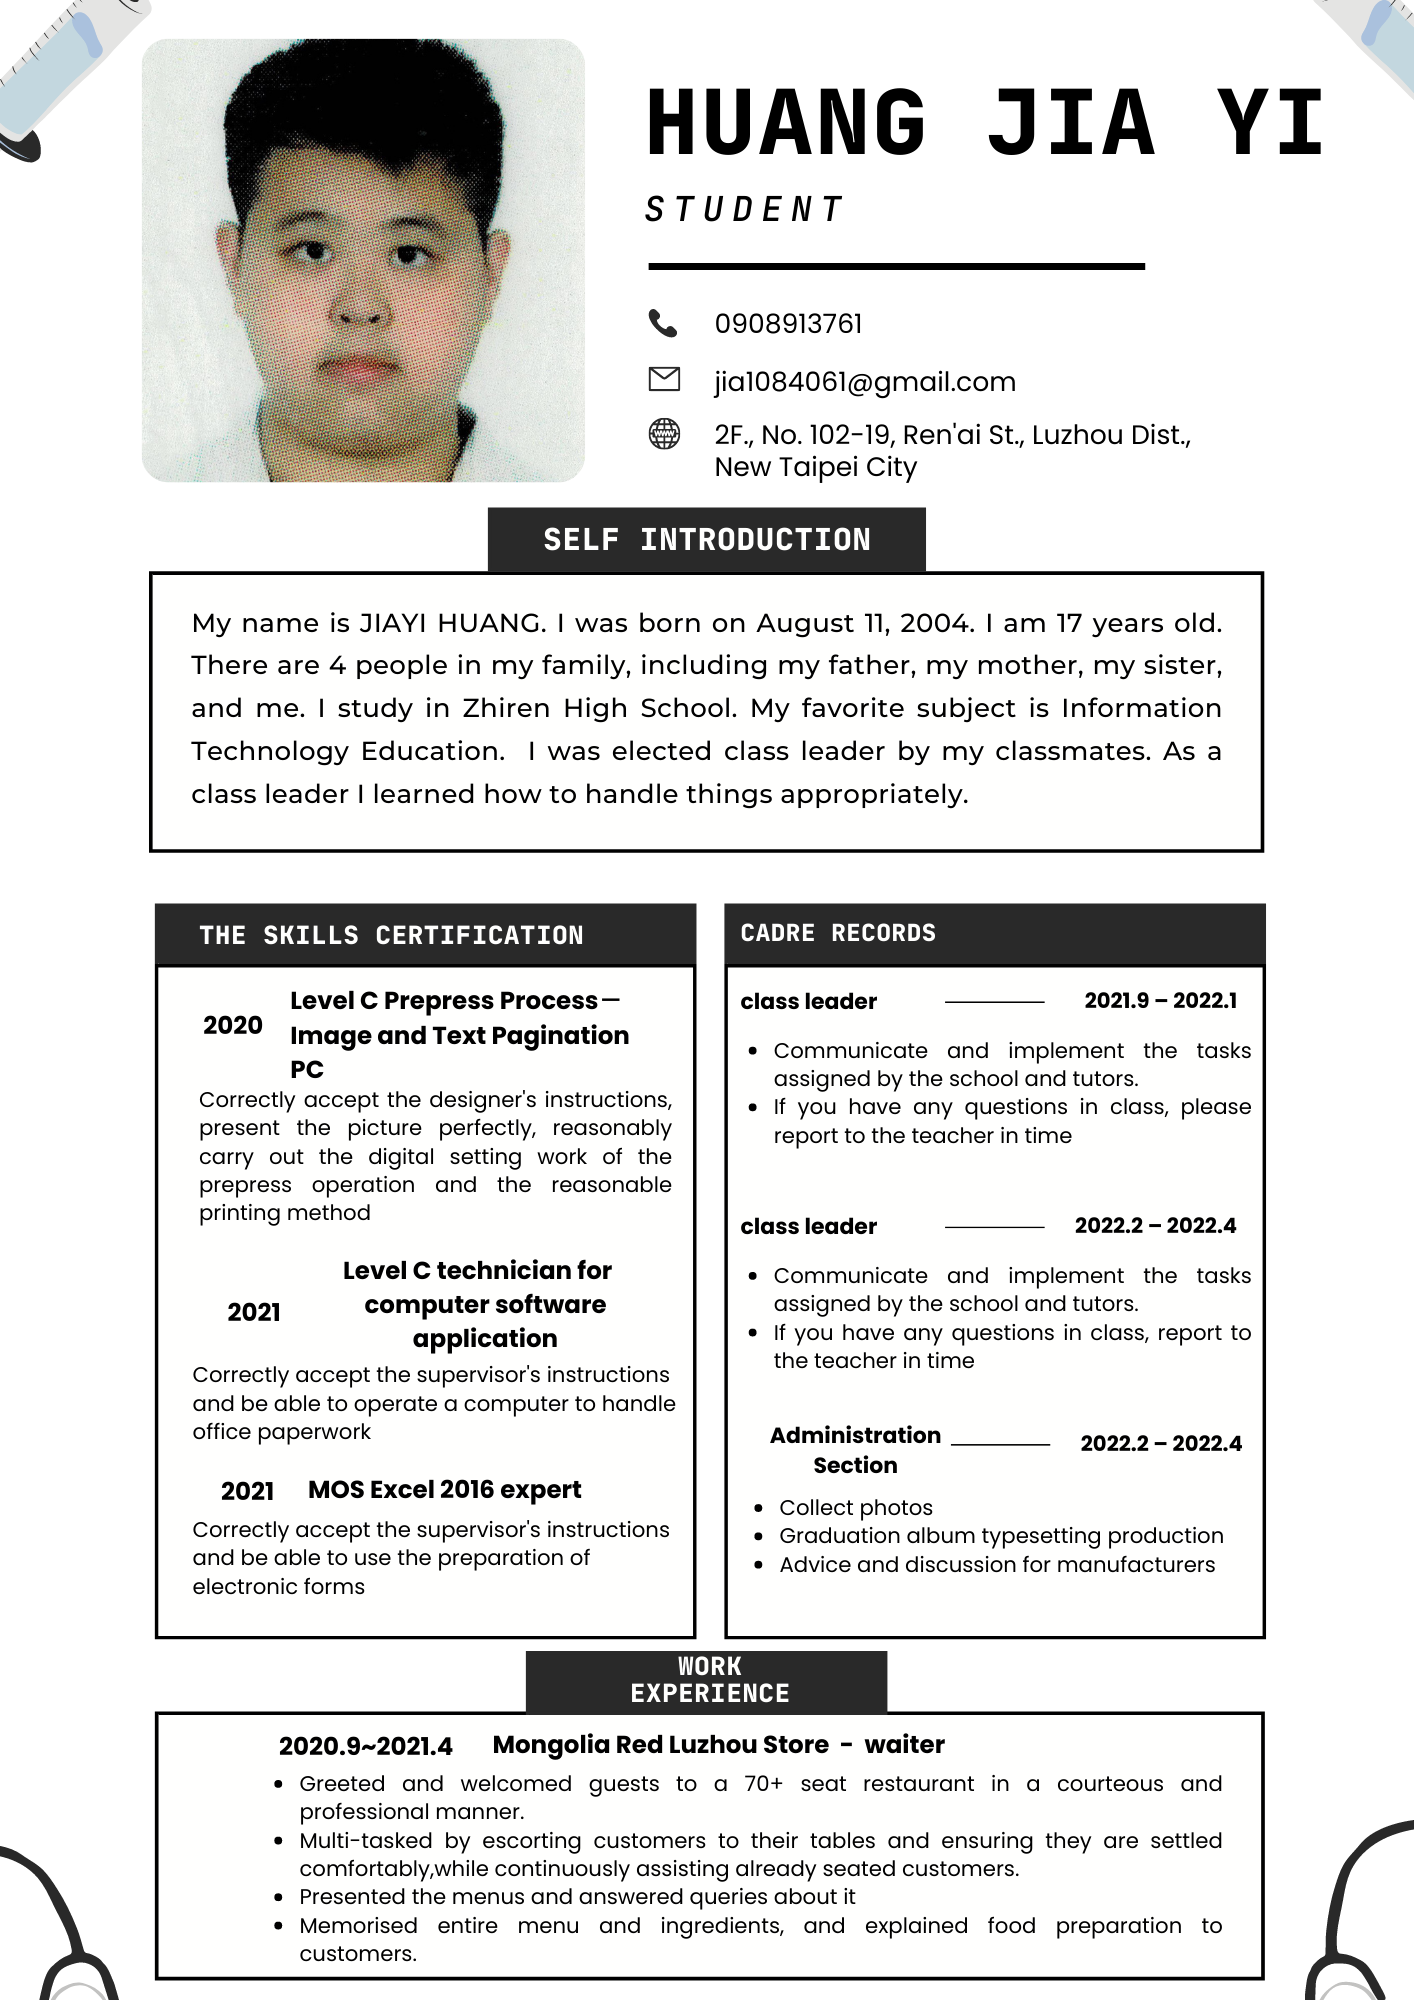 HUANG JIA YI
STUDENT
0908913761
jia1084061@gmail.com
2F., No. 102-19, Ren'ai St., Luzhou Dist.,
New Taipei City
SELF INTRODUCTION
My name is JIAYI HUANG. I was born on August 11, 2004. I am 17 years old.
There are 4 people in my family, including my father, my mother, my sister,
and me. I study in Zhiren High School. My favorite subject is Information
Technology Education.  I was elected class leader by my classmates. As a
class leader I learned how to handle things appropriately.
THE SKILLS CERTIFICATION
2020
Level C Prepress Process—
Image and Text Pagination
PC
Correctly accept the designer's instructions,
present the picture perfectly, reasonably
carry out the digital setting work of the
prepress operation and the reasonable
printing method
2021
Level C technician for
computer software
application
Correctly accept the supervisor's instructions
and be able to operate a computer to handle
office paperwork
2021 MOS Excel 2016 expert
Correctly accept the supervisor's instructions
and be able to use the preparation of
electronic forms
CADRE RECORDS
class leader 2021.9 – 2022.1
• Communicate and implement the tasks
assigned by the school and tutors.
• If you have any questions in class, please
report to the teacher in time
class leader 2022.2 – 2022.4
• Communicate and implement the tasks
assigned by the school and tutors.
• If you have any questions in class, report to
the teacher in time
Administration
Section
2022.2 – 2022.4
• Collect photos
• Graduation album typesetting production
• Advice and discussion for manufacturers
WORK
EXPERIENCE
2020.9~2021.4 Mongolia Red Luzhou Store - waiter
• Greeted and welcomed guests to a 70+ seat restaurant in a courteous and
professional manner.
• Multi-tasked by escorting customers to their tables and ensuring they are settled
comfortably,while continuously assisting already seated customers.
• Presented the menus and answered queries about it
• Memorised entire menu and ingredients, and explained food preparation to
customers.